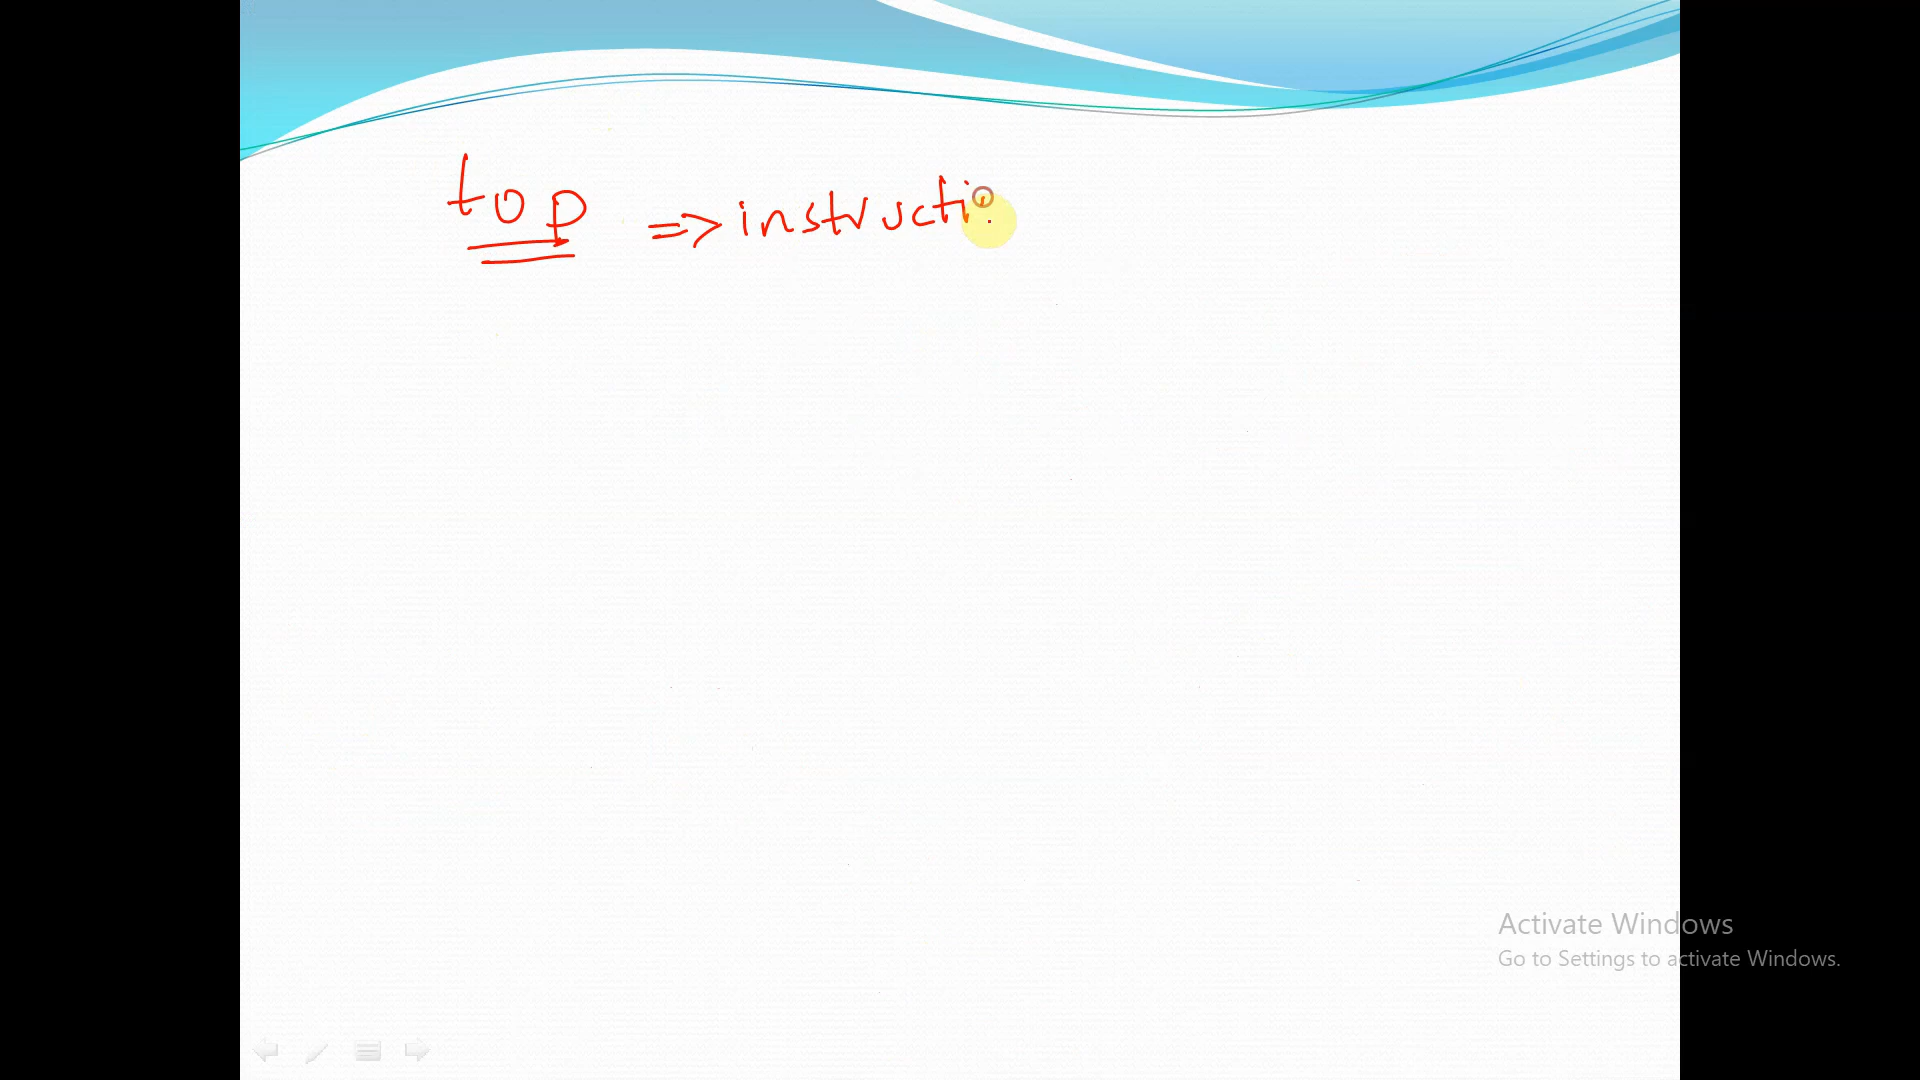 top => instructi
Activate Windows
Go to Settings to activate Windows.